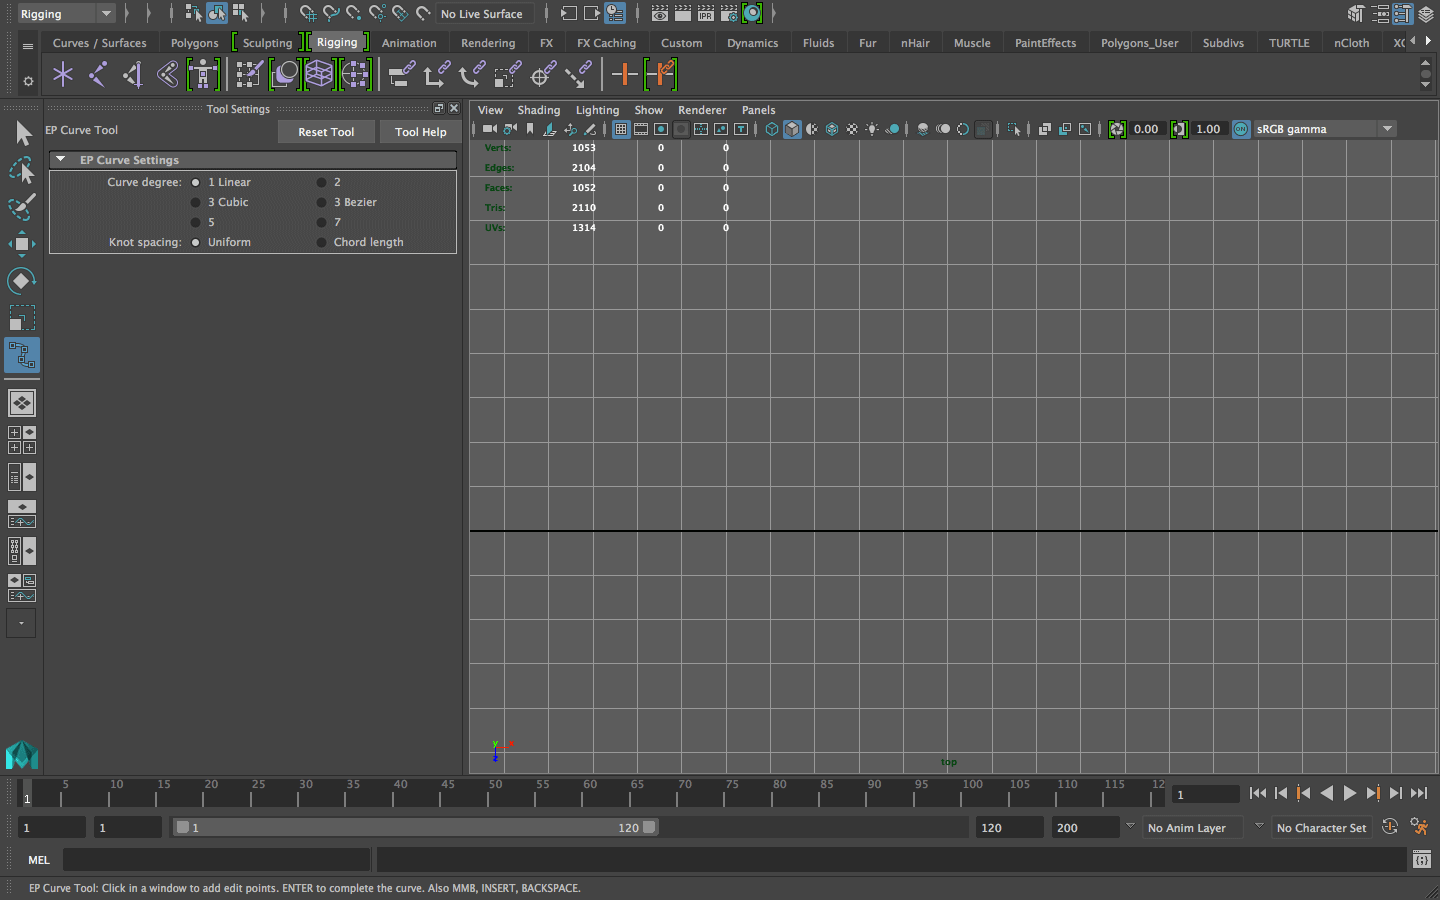 Rigging No Live Surface IPR
Curves / Surfaces Polygons Sculpting Rigging Animation Rendering FX FX Caching Custom Dynamics Fluids Fur nHair Muscle PaintEffects Polygons_User Subdivs TURTLE nCloth
Tool Settings
EP Curve Tool Reset Tool Tool Help
EP Curve Settings
Curve degree: 1 Linear 2
3 Cubic 3 Bezier
5 7
Knot spacing: Uniform Chord length
View Shading Lighting Show Renderer Panels
0.00 1.00 ON sRGB gamma
Verts: 1053 0 0
Edges: 2104 0 0
Faces: 1052 0 0
Tris: 2110 0 0
UVs: 1314 0 0
y
z
top
5 10 15 20 25 30 35 40 45 50 55 60 65 70 75 80 85 90 95 100 105 110 115 12
1 1
1 1 1 120 120 200 No Anim Layer No Character Set
MEL
EP Curve Tool: Click in a window to add edit points. ENTER to complete the curve. Also MMB, INSERT, BACKSPACE.